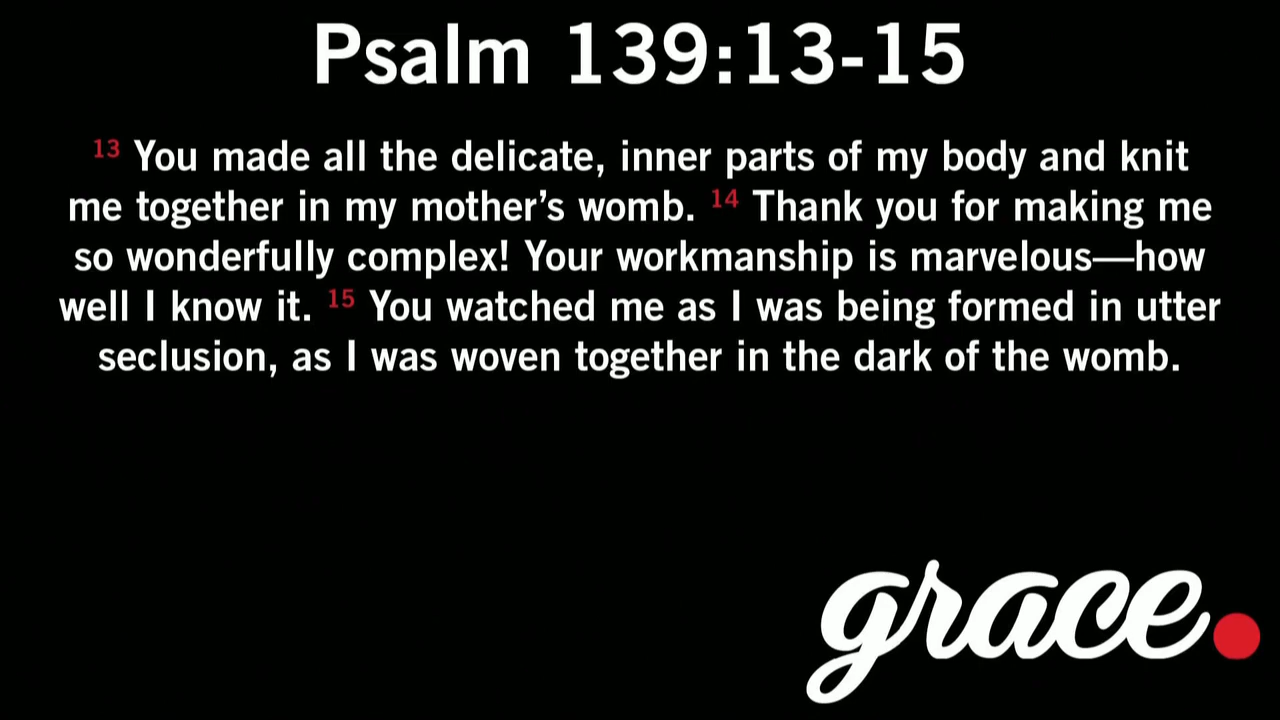 Psalm 139:13-15
13 You made all the delicate, inner parts of my body and knit
me together in my mother’s womb. 14 Thank you for making me
so wonderfully complex! Your workmanship is marvelous—how
well I know it. 15 You watched me as I was being formed in utter
seclusion, as I was woven together in the dark of the womb.
grace.